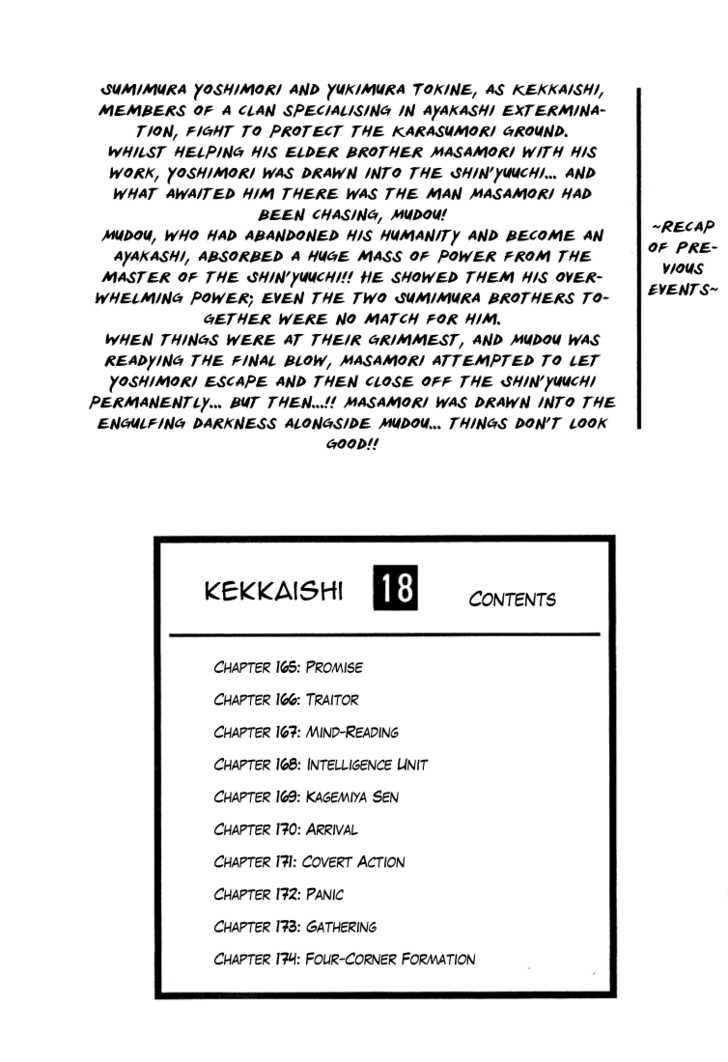 SUMIMURA YOSHIMORI AND YUKIMURA TOKINE, AS KEKKAISHI,
MEMBERS OF A CLAN SPECIALISING IN AYAKASHI EXTERMINA-
TION, FIGHT TO PROTECT THE KARASUMORI GROUND.
WHILST HELPING HIS ELDER BROTHER MASAMORI WITH HIS
WORK, YOSHIMORI WAS DRAWN INTO THE SHIN'YUUCHI... AND
WHAT AWAITED HIM THERE WAS THE MAN MASAMORI HAD
BEEN CHASING, MUDOU!
MUDOU, WHO HAD ABANDONED HIS HUMANITY AND BECOME AN
AYAKASHI, ABSORBED A HUGE MASS OF POWER FROM THE
MASTER OF THE SHIN'YUUCHI!! HE SHOWED THEM HIS OVER-
WHELMING POWER; EVEN THE TWO SUMIMURA BROTHERS TO-
GETHER WERE NO MATCH FOR HIM.
WHEN THINGS WERE AT THEIR GRIMMEST, AND MUDOU WAS
READYING THE FINAL BLOW, MASAMORI ATTEMPTED TO LET
YOSHIMORI ESCAPE AND THEN CLOSE OFF THE SHIN'YUUCHI
PERMANENTLY... BUT THEN...!! MASAMORI WAS DRAWN INTO THE
ENGULFING DARKNESS ALONGSIDE MUDOU... THINGS DON'T LOOK
GOOD!!
~RECAP
OF PRE-
VIOUS
EVENTS~
KEKKAISHI 18 CONTENTS
CHAPTER 165: PROMISE
CHAPTER 166: TRAITOR
CHAPTER 167: MIND-READING
CHAPTER 168: INTELLIGENCE UNIT
CHAPTER 169: KAGEMIYA SEN
CHAPTER 170: ARRIVAL
CHAPTER 171: COVERT ACTION
CHAPTER 172: PANIC
CHAPTER 173: GATHERING
CHAPTER 174: FOUR-CORNER FORMATION